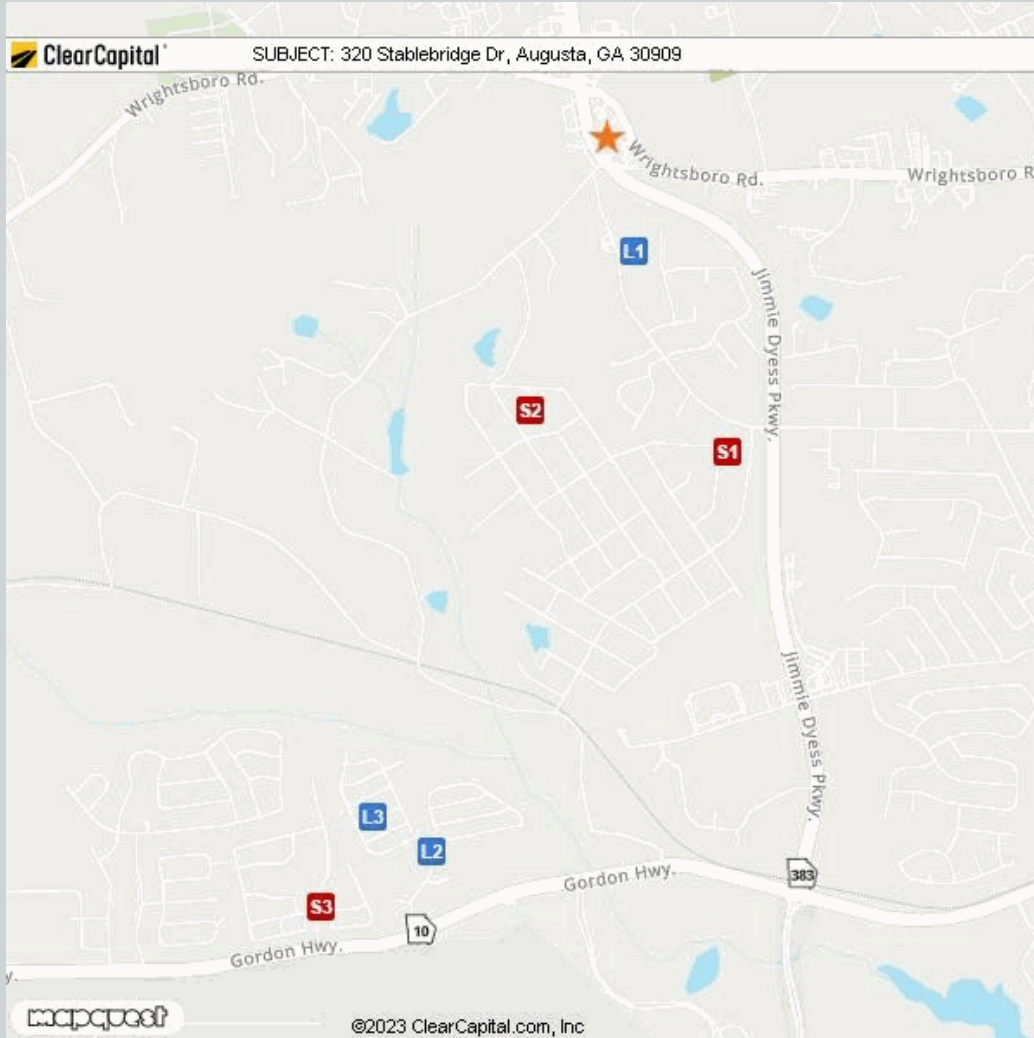 ClearCapital SUBJECT: 320 Stablebridge Dr, Augusta, GA 30909
Wrightsboro Rd.
Wrightsboro Rd.
Wrightsboro R
L1
Jimmie Dyess Pkwy.
S2
S1
Jimmie Dyess Pkwy.
L3
L2
383
Gordon Hwy.
S3
10
Gordon Hwy.
y.
mapquest
©2023 ClearCapital.com, Inc